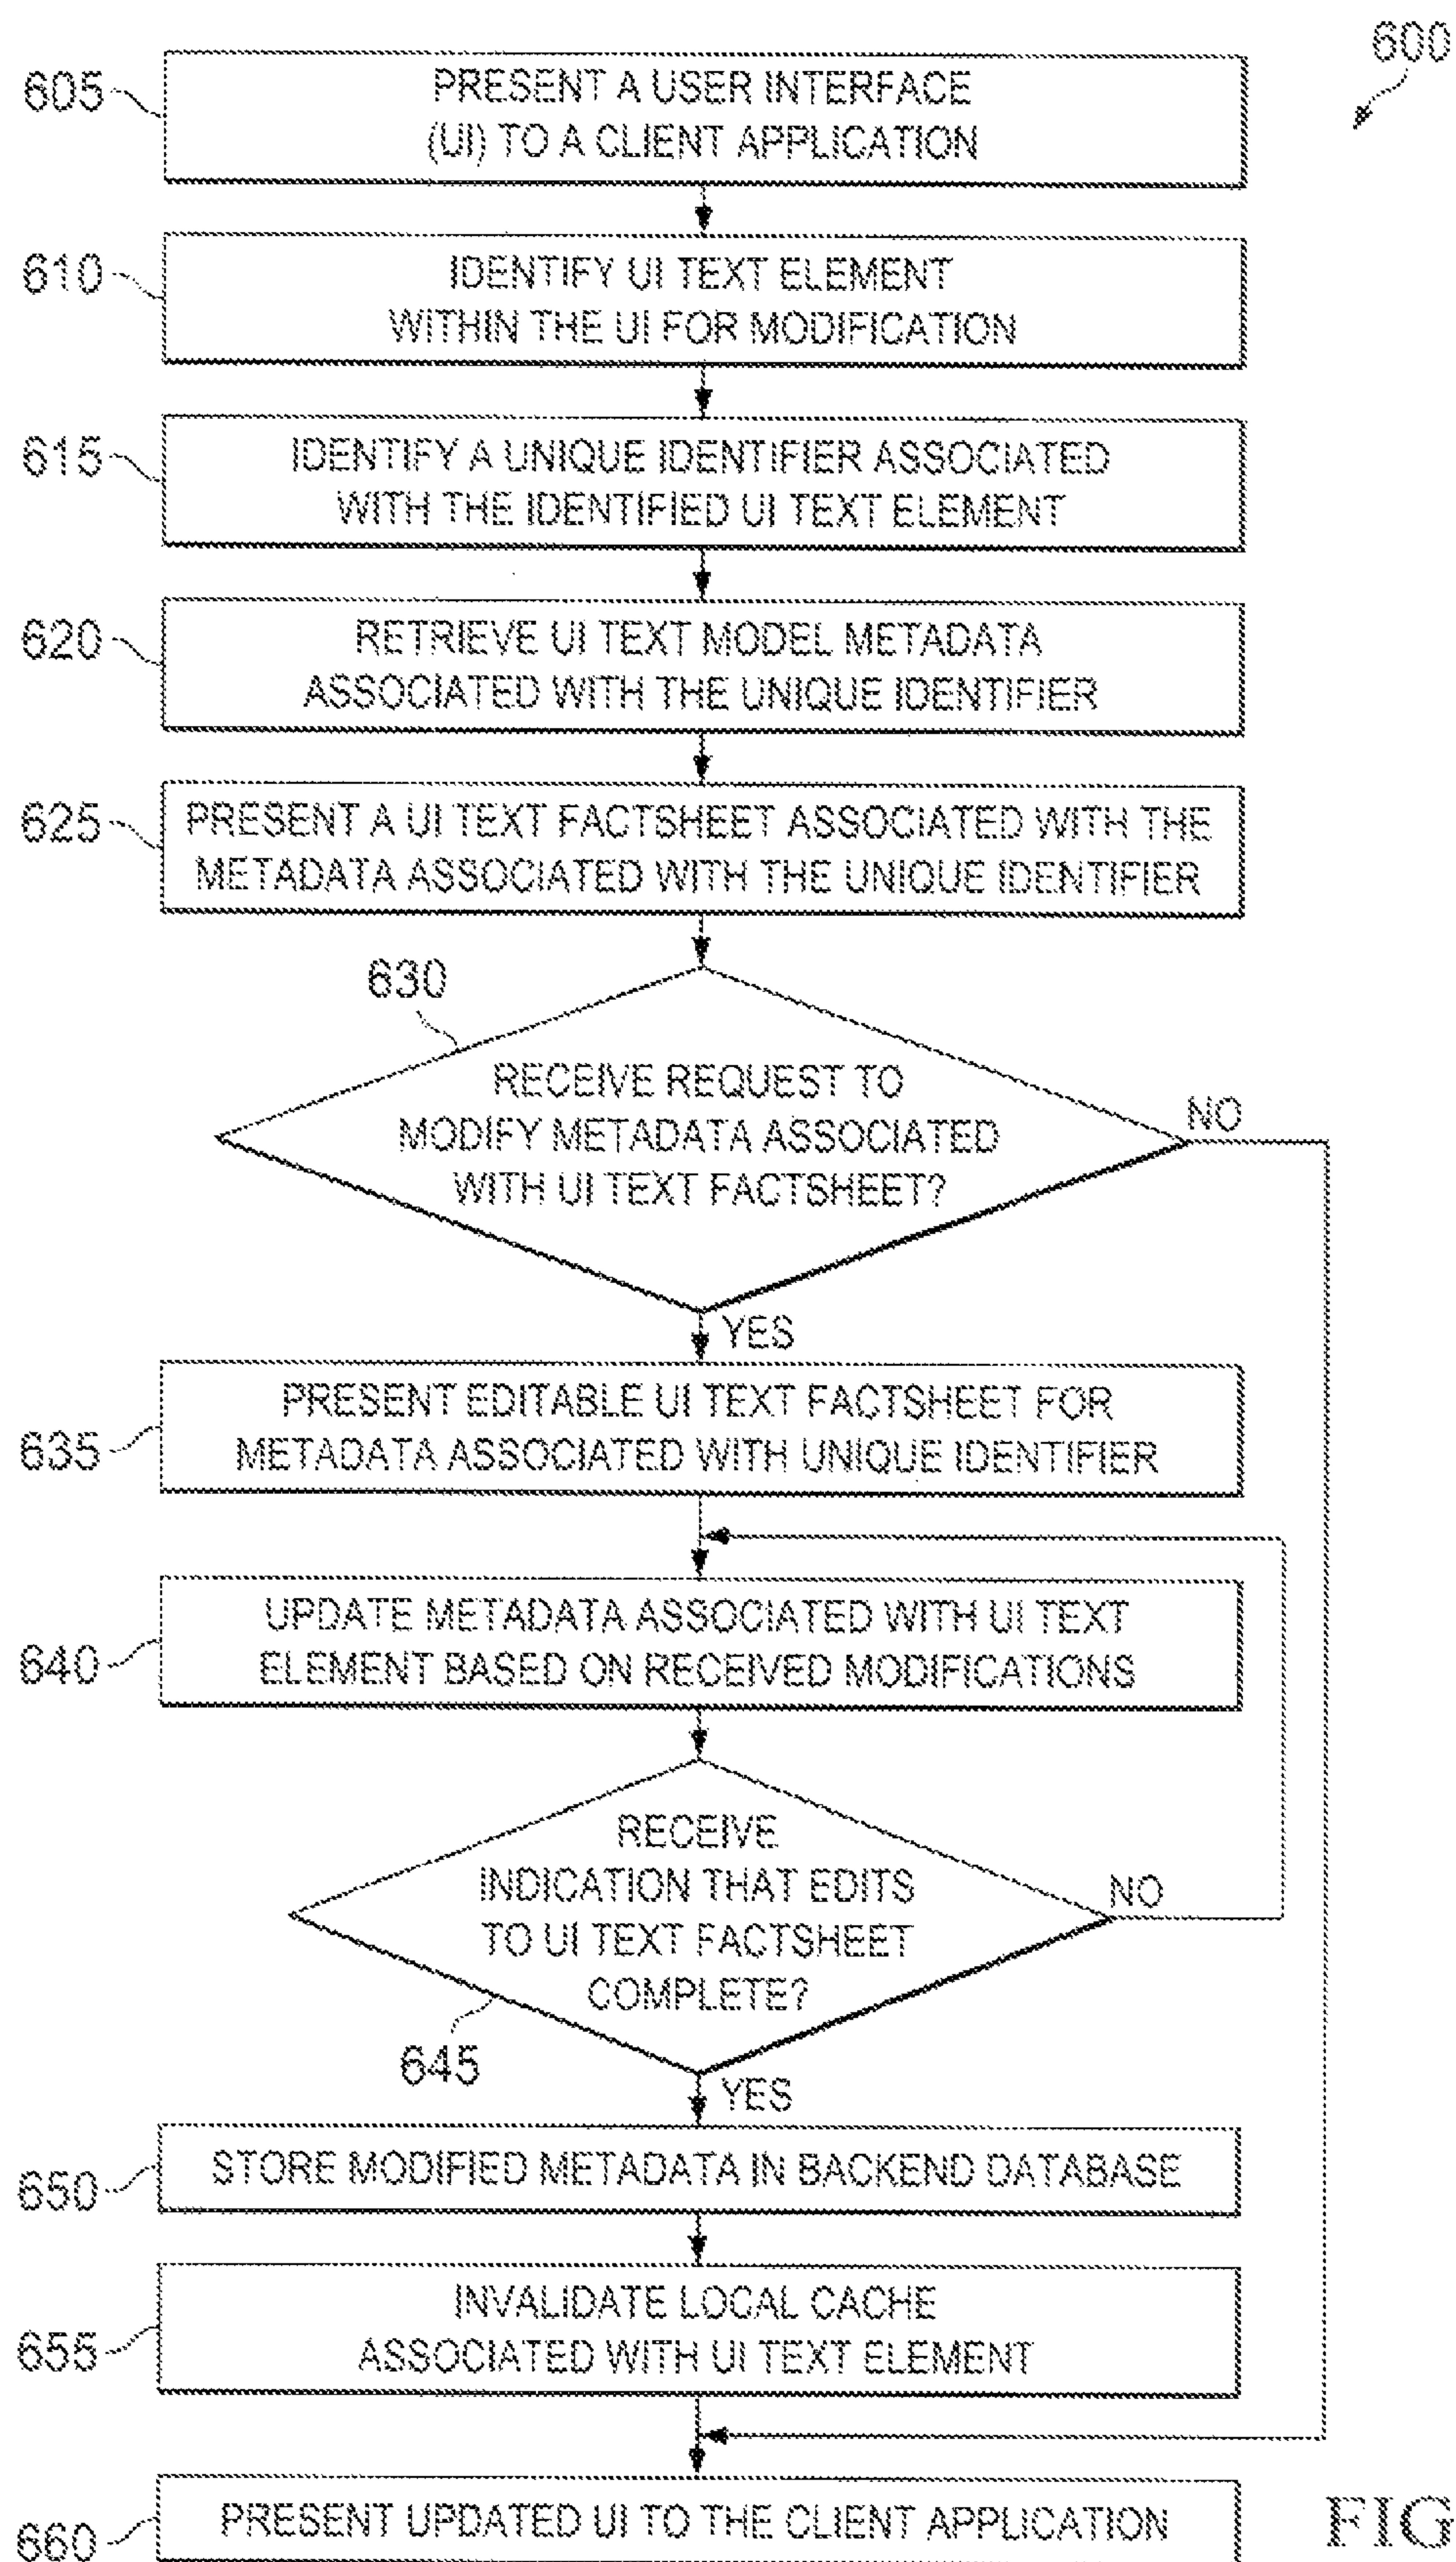 600
605
PRESENT A USER INTERFACE
(UI) TO A CLIENT APPLICATION
610
IDENTIFY UI TEXT ELEMENT
WITHIN THE UI FOR MODIFICATION
615
IDENTIFY A UNIQUE IDENTIFIER ASSOCIATED
WITH THE IDENTIFIED UI TEXT ELEMENT
620
RETRIEVE UI TEXT MODEL METADATA
ASSOCIATED WITH THE UNIQUE IDENTIFIER
625
PRESENT A UI TEXT FACTSHEET ASSOCIATED WITH THE
METADATA ASSOCIATED WITH THE UNIQUE IDENTIFIER
630
RECEIVE REQUEST TO
MODIFY METADATA ASSOCIATED
WITH UI TEXT FACTSHEET?
NO
YES
635
PRESENT EDITABLE UI TEXT FACTSHEET FOR
METADATA ASSOCIATED WITH UNIQUE IDENTIFIER
640
UPDATE METADATA ASSOCIATED WITH UI TEXT
ELEMENT BASED ON RECEIVED MODIFICATIONS
RECEIVE
INDICATION THAT EDITS
TO UI TEXT FACTSHEET
COMPLETE?
NO
645
YES
650
STORE MODIFIED METADATA IN BACKEND DATABASE
655
INVALIDATE LOCAL CACHE
ASSOCIATED WITH UI TEXT ELEMENT
660
PRESENT UPDATED UI TO THE CLIENT APPLICATION
FIG